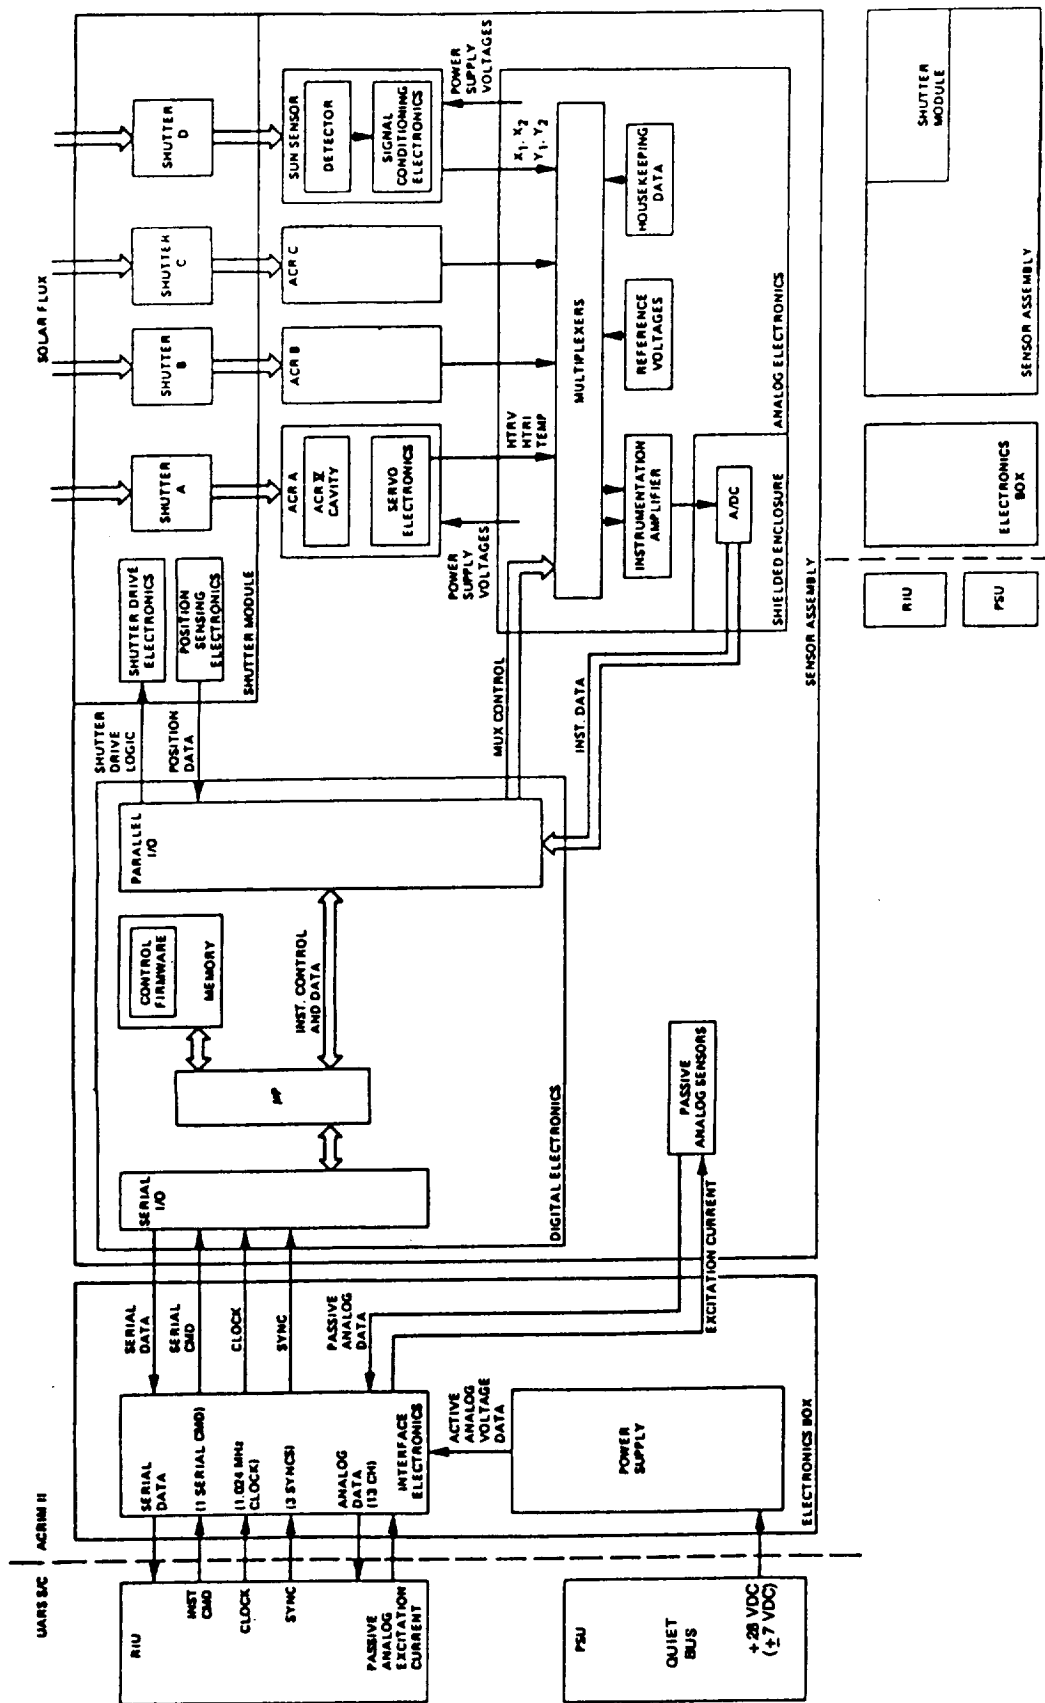 UARS S/C
ACRIM II
RIU
INST
CMD
CLOCK
SYNC
PASSIVE
ANALOG
EXCITATION
CURRENT
PSU
QUIET
BUS
+28 VDC
(±7 VDC)
SERIAL
DATA
(1 SERIAL CMD)
(1.024 MHz
CLOCK)
(3 SYNCS)
ANALOG
DATA
(13 CH)
INTERFACE
ELECTRONICS
ACTIVE
ANALOG
VOLTAGE
DATA
POWER
SUPPLY
ELECTRONICS BOX
SERIAL
DATA
SERIAL
CMD
CLOCK
SYNC
PASSIVE
ANALOG
DATA
EXCITATION CURRENT
PASSIVE
ANALOG SENSORS
SERIAL
I/O
μP
CONTROL
FIRMWARE
MEMORY
INST. CONTROL
AND DATA
PARALLEL
I/O
DIGITAL ELECTRONICS
SHUTTER
DRIVE
LOGIC
POSITION
DATA
MUX CONTROL
INST. DATA
SHUTTER DRIVE
ELECTRONICS
POSITION
SENSING
ELECTRONICS
SHUTTER MODULE
SOLAR FLUX
SHUTTER
A
SHUTTER
B
SHUTTER
C
SHUTTER
D
ACR A
ACR IV
CAVITY
SERVO
ELECTRONICS
ACR B
ACR C
SUN SENSOR
DETECTOR
SIGNAL
CONDITIONING
ELECTRONICS
POWER
SUPPLY
VOLTAGES
HTRV
HTRI
TEMP
X1, X2
Y1, Y2
POWER
SUPPLY
VOLTAGES
MULTIPLEXERS
INSTRUMENTATION
AMPLIFIER
REFERENCE
VOLTAGES
HOUSEKEEPING
DATA
A/DC
SHIELDED ENCLOSURE
ANALOG ELECTRONICS
SENSOR ASSEMBLY
RIU
PSU
ELECTRONICS
BOX
SHUTTER
MODULE
SENSOR ASSEMBLY